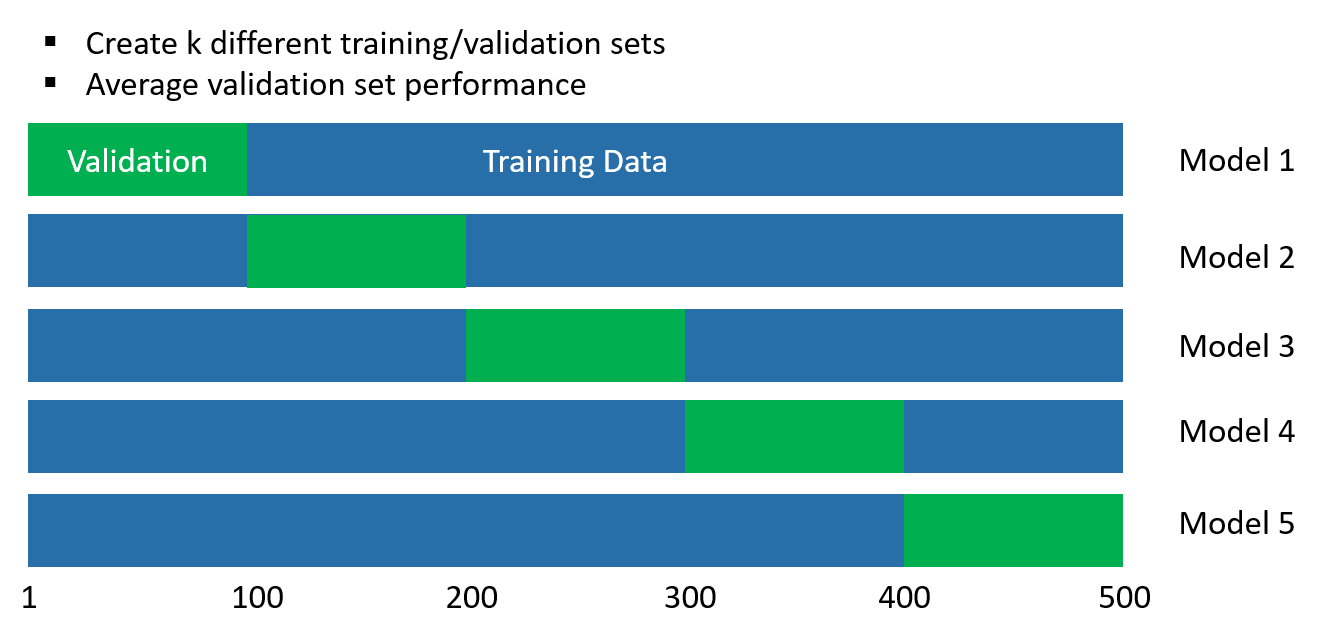 ▪ Create k different training/validation sets
▪ Average validation set performance
Validation Training Data Model 1
Model 2
Model 3
Model 4
Model 5
1 100 200 300 400 500